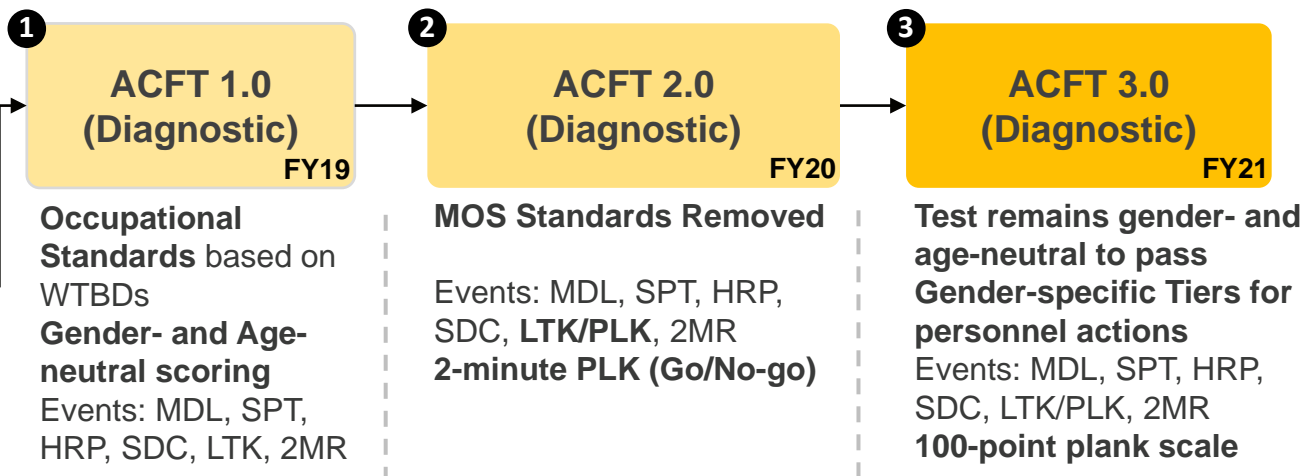 1
ACFT 1.0
(Diagnostic)
FY19
Occupational
Standards based on
WTBDs
Gender- and Age-
neutral scoring
Events: MDL, SPT,
HRP, SDC, LTK, 2MR
2
ACFT 2.0
(Diagnostic)
FY20
MOS Standards Removed
Events: MDL, SPT, HRP,
SDC, LTK/PLK, 2MR
2-minute PLK (Go/No-go)
3
ACFT 3.0
(Diagnostic)
FY21
Test remains gender- and
age-neutral to pass
Gender-specific Tiers for
personnel actions
Events: MDL, SPT, HRP,
SDC, LTK/PLK, 2MR
100-point plank scale